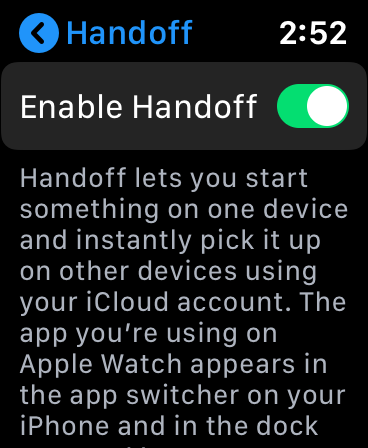 Handoff 2:52
Enable Handoff
Handoff lets you start
something on one device
and instantly pick it up
on other devices using
your iCloud account. The
app you’re using on
Apple Watch appears in
the app switcher on your
iPhone and in the dock